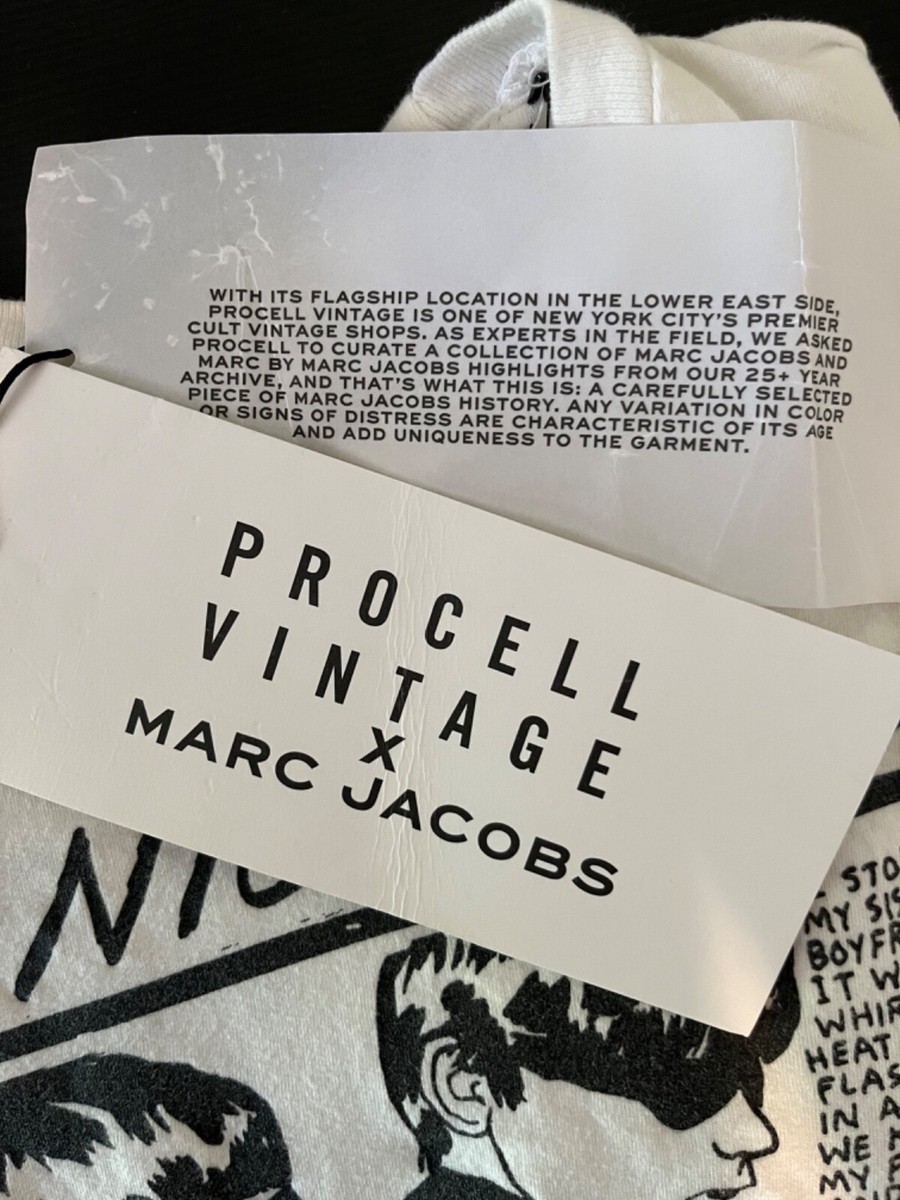 WITH ITS FLAGSHIP LOCATION IN THE LOWER EAST SIDE,
PROCELL VINTAGE IS ONE OF NEW YORK CITY'S PREMIER
CULT VINTAGE SHOPS. AS EXPERTS IN THE FIELD, WE ASKED
PROCELL TO CURATE A COLLECTION OF MARC JACOBS AND
MARC BY MARC JACOBS HIGHLIGHTS FROM OUR 25+ YEAR
ARCHIVE, AND THAT'S WHAT THIS IS: A CAREFULLY SELECTED
PIECE OF MARC JACOBS HISTORY. ANY VARIATION IN COLOR
OR SIGNS OF DISTRESS ARE CHARACTERISTIC OF ITS AGE
AND ADD UNIQUENESS TO THE GARMENT.
PROCELL
VINTAGE
X
MARC JACOBS
I STO
MY SIS
BOYFR
IT W
WHIR
HEAT
FLAS
IN A
WE
MY